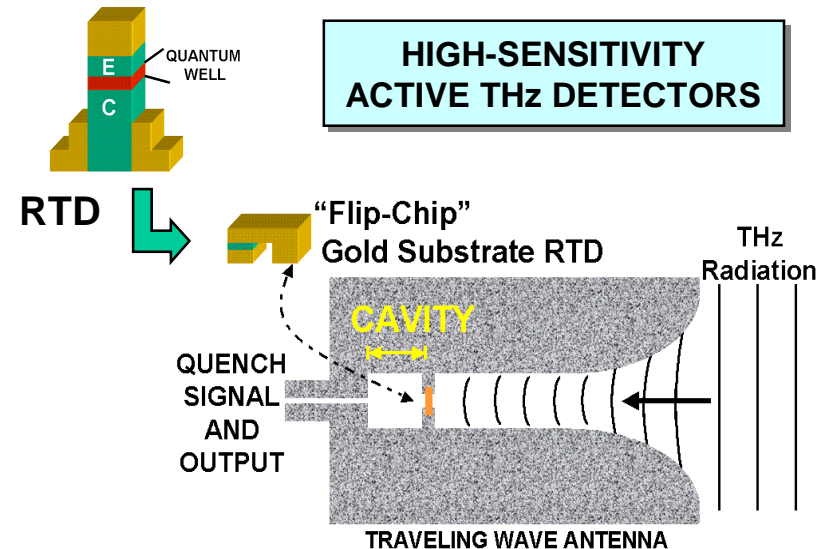 HIGH-SENSITIVITY
ACTIVE THz DETECTORS
QUANTUM
WELL
E
C
RTD
“Flip-Chip”
Gold Substrate RTD
THz
Radiation
CAVITY
QUENCH
SIGNAL
AND
OUTPUT
TRAVELING WAVE ANTENNA